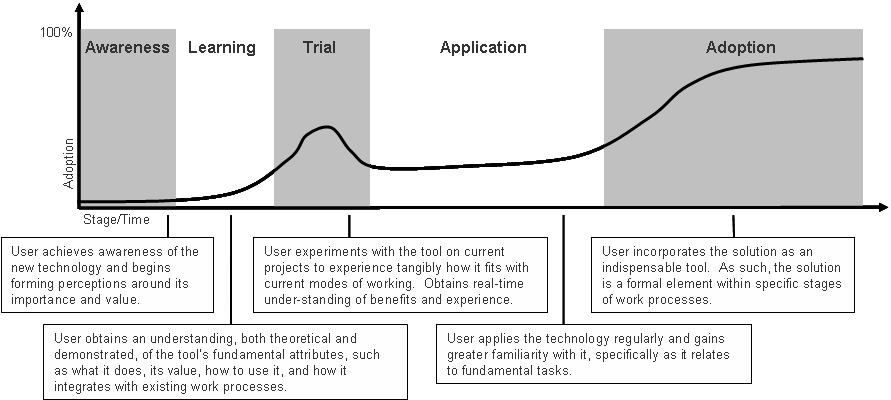 100%
Awareness
Learning
Trial
Application
Adoption
Adoption
Stage/Time
User achieves awareness of the
new technology and begins
forming perceptions around its
importance and value.
User experiments with the tool on current
projects to experience tangibly how it fits with
current modes of working.  Obtains real-time
under-standing of benefits and experience.
User incorporates the solution as an
indispensable tool.  As such, the solution
is a formal element within specific stages
of work processes.
User obtains an understanding, both theoretical and
demonstrated, of the tool's fundamental attributes, such
as what it does, its value, how to use it, and how it
integrates with existing work processes.
User applies the technology regularly and gains
greater familiarity with it, specifically as it relates
to fundamental tasks.